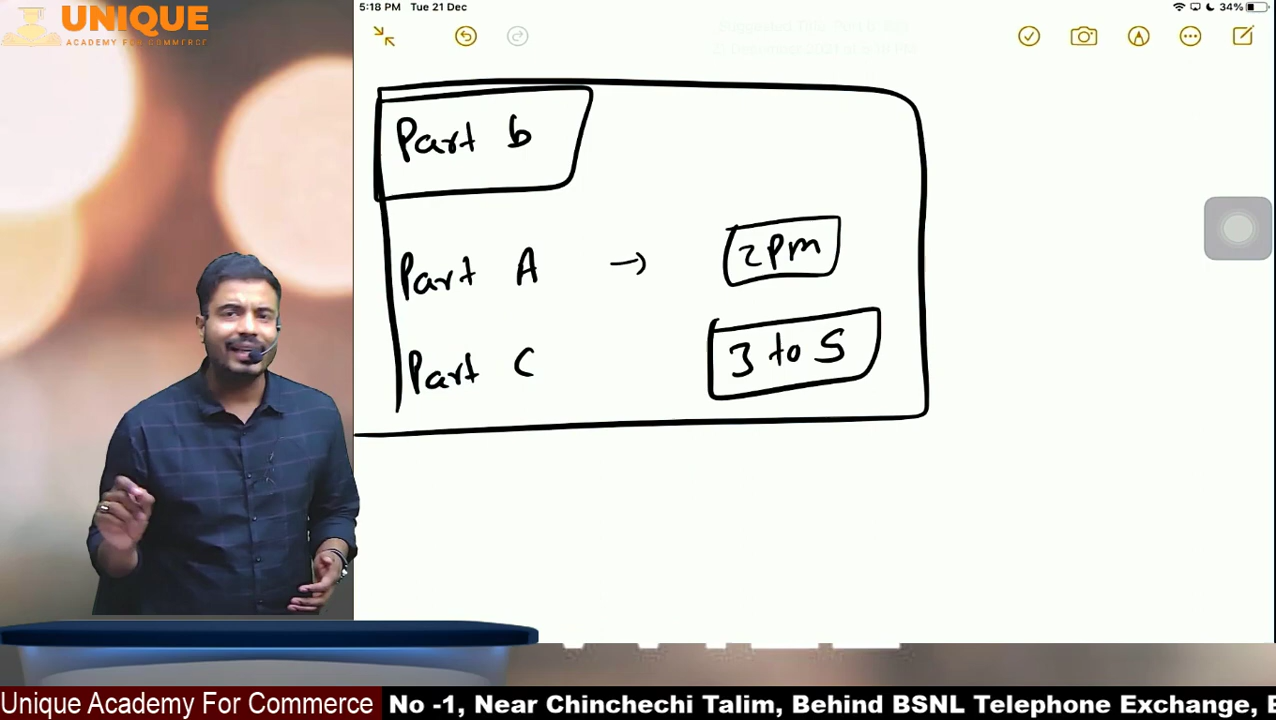 UNIQUE
ACADEMY FOR COMMERCE
5:18 PM Tue 21 Dec
34%
Part b
Part A → 2pm
Part C 3 to 5
Unique Academy For Commerce
No -1, Near Chinchechi Talim, Behind BSNL Telephone Exchange,